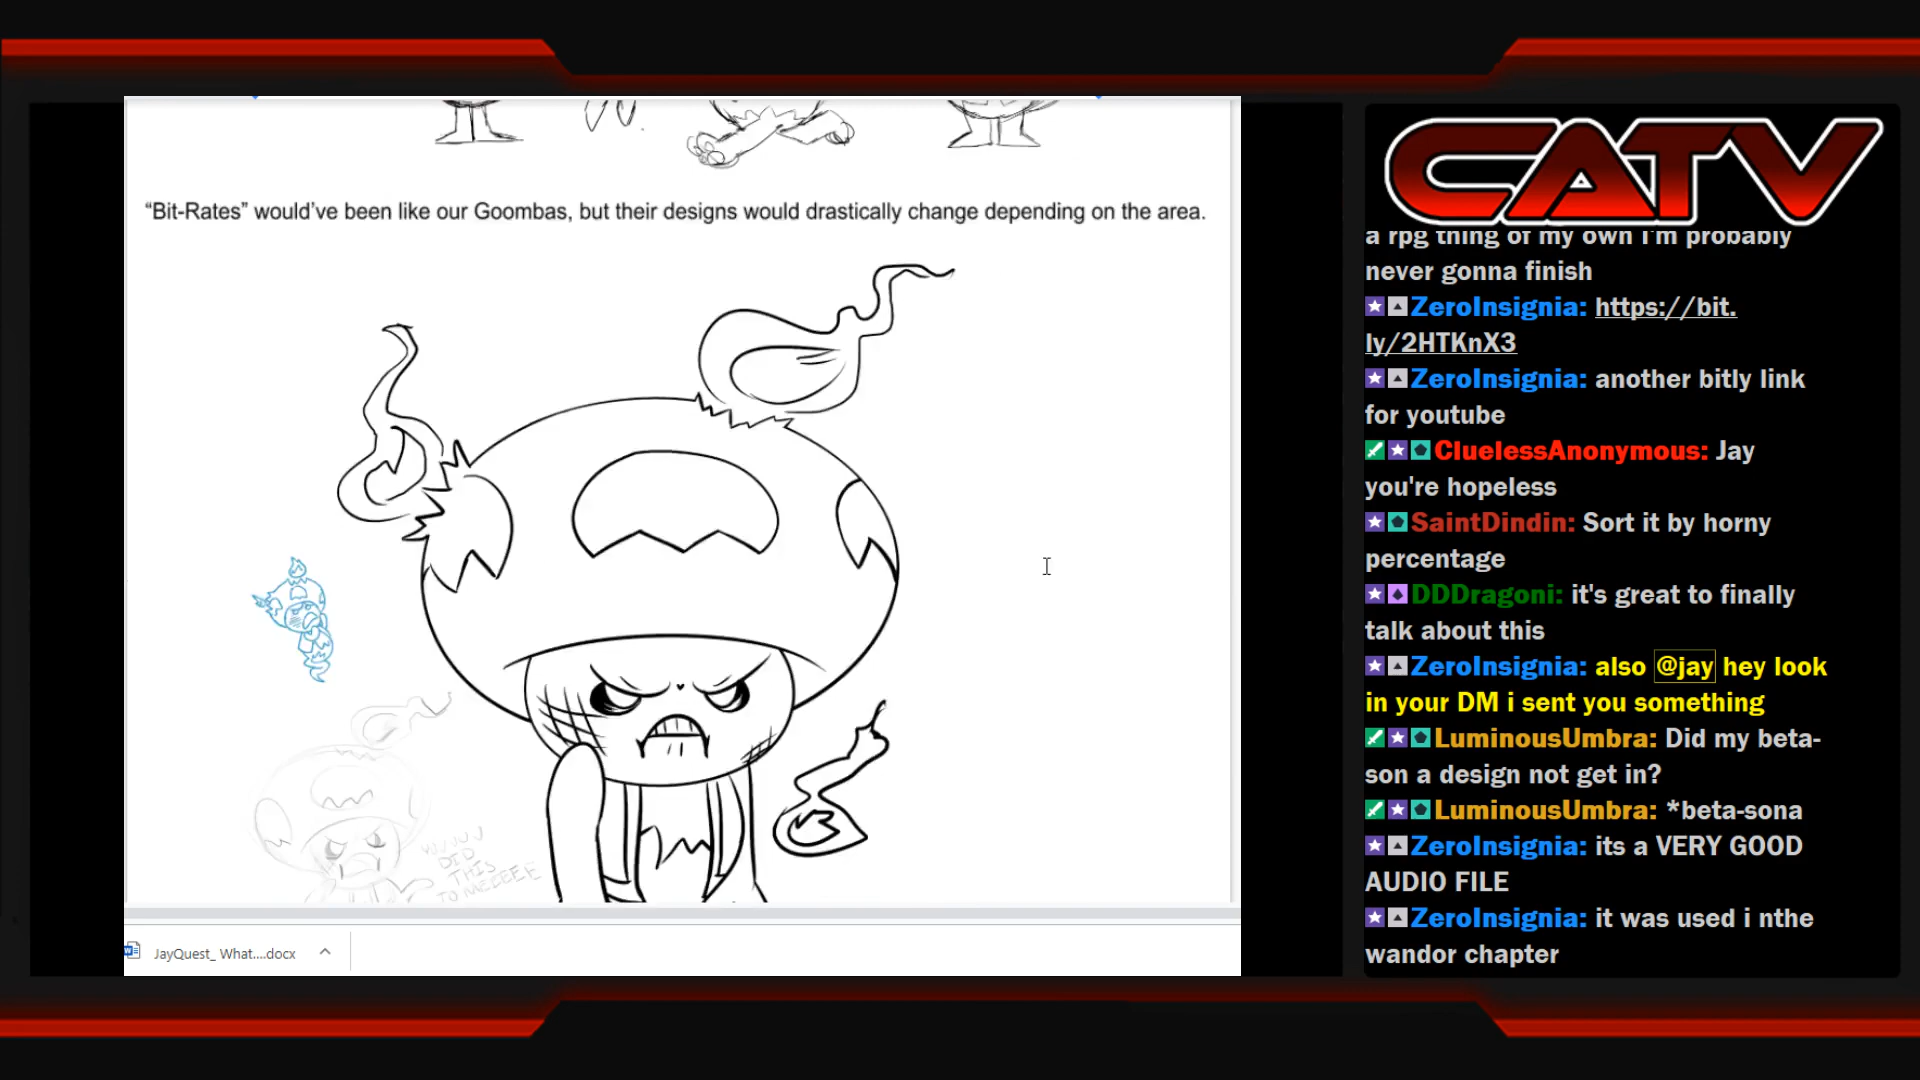 "Bit-Rates" would've been like our Goombas, but their designs would drastically change depending on the area.
WWWJ
DID
THIS
TO MEEEEE
JayQuest_ What....docx
CATV
a rpg thing of my own I'm probably
never gonna finish
ZeroInsignia: https://bit.
ly/2HTKnX3
ZeroInsignia: another bitly link
for youtube
CluelessAnonymous: Jay
you're hopeless
SaintDindin: Sort it by horny
percentage
DDDragoni: it's great to finally
talk about this
ZeroInsignia: also @jay hey look
in your DM i sent you something
LuminousUmbra: Did my beta-
son a design not get in?
LuminousUmbra: *beta-sona
ZeroInsignia: its a VERY GOOD
AUDIO FILE
ZeroInsignia: it was used i nthe
wandor chapter